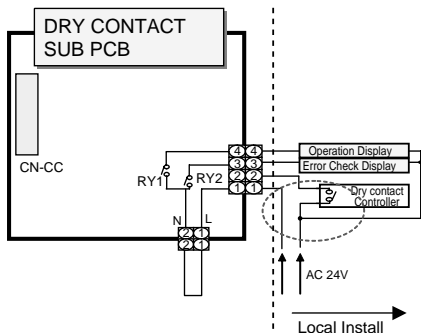 DRY CONTACT
SUB PCB
CN-CC
RY1
RY2
N
L
4 4
3 3
2 2
1 1
2 1
2 1
Operation Display
Error Check Display
Dry contact
Controller
AC 24V
Local Install